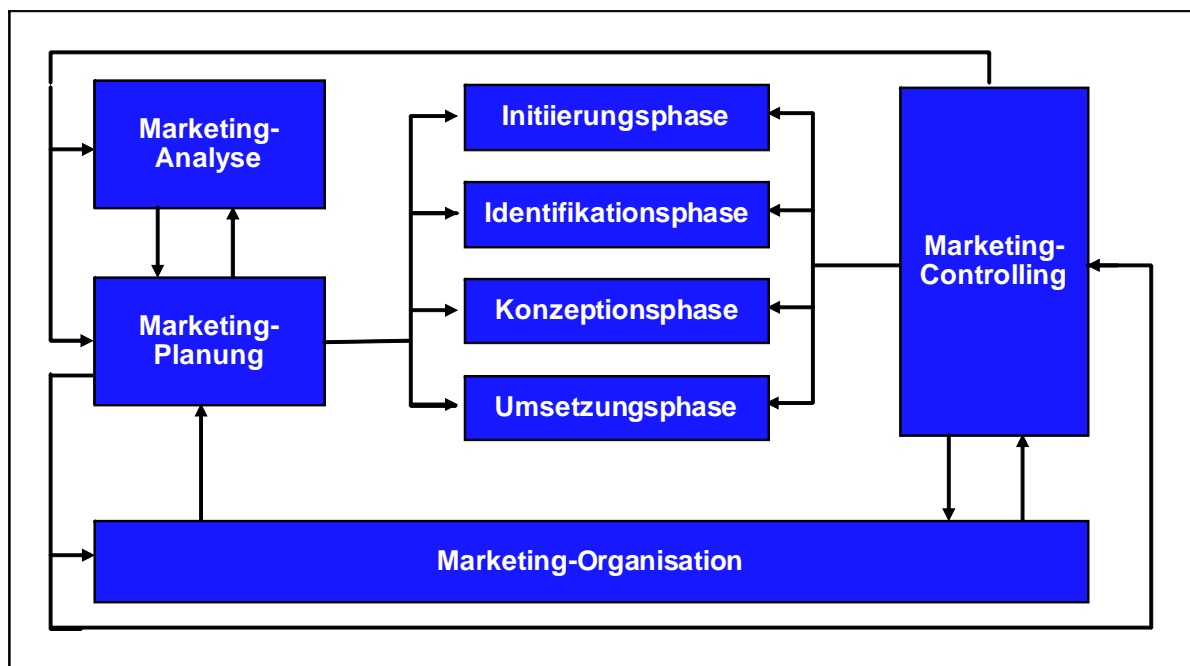 Marketing-
Analyse
Marketing-
Planung
Initiierungsphase
Identifikationsphase
Konzeptionsphase
Umsetzungsphase
Marketing-
Controlling
Marketing-Organisation